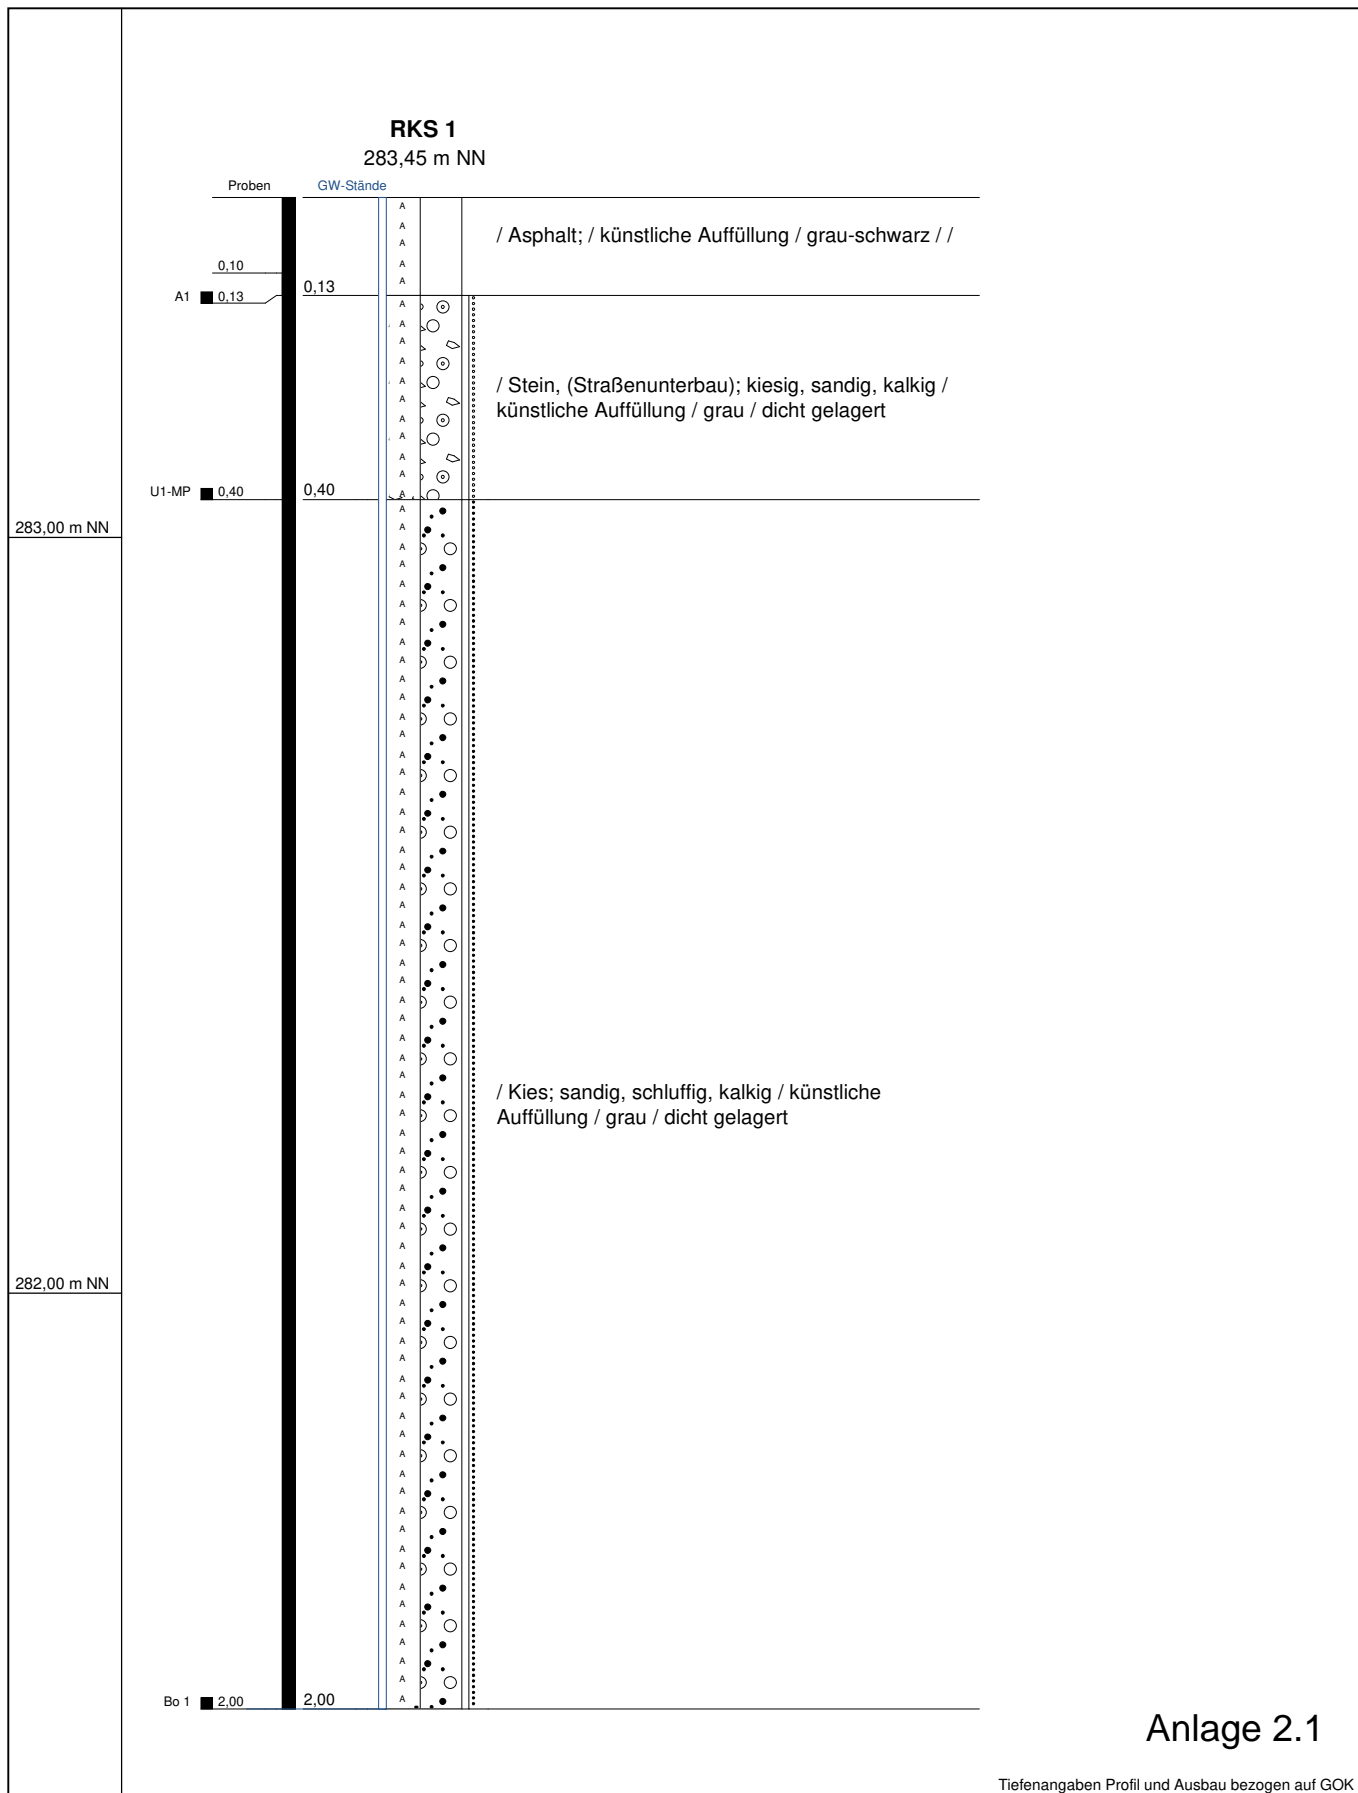 RKS 1
283,45 m NN
Proben
GW-Stände
/ Asphalt; / künstliche Auffüllung / grau-schwarz / /
0,10
0,13
A1 0,13
/ Stein, (Straßenunterbau); kiesig, sandig, kalkig /
künstliche Auffüllung / grau / dicht gelagert
U1-MP 0,40
0,40
283,00 m NN
/ Kies; sandig, schluffig, kalkig / künstliche
Auffüllung / grau / dicht gelagert
282,00 m NN
Bo 1 2,00
2,00
Anlage 2.1
Tiefenangaben Profil und Ausbau bezogen auf GOK